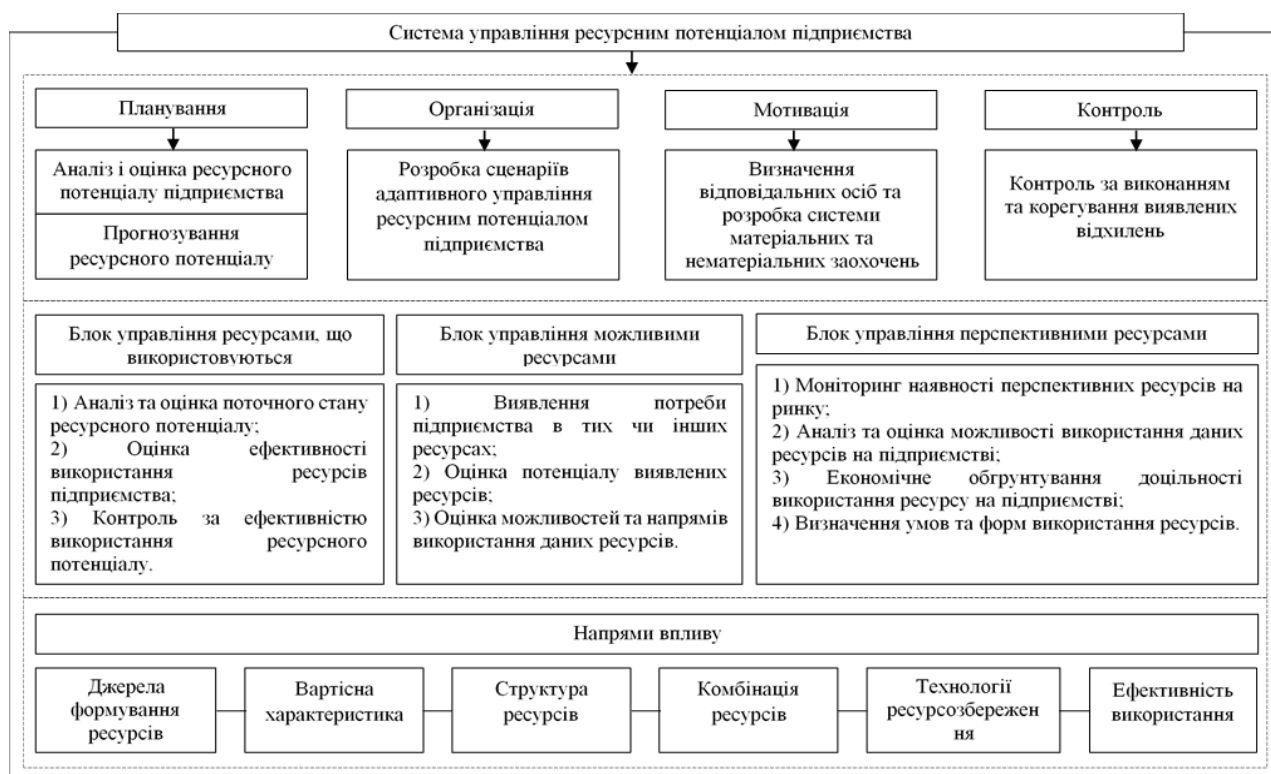 Система управління ресурсним потенціалом підприємства
Планування
Аналіз і оцінка ресурсного
потенціалу підприємства
Прогнозування
ресурсного потенціалу
Організація
Розробка сценаріїв
адаптивного управління
ресурсним потенціалом
підприємства
Мотивація
Визначення
відповідальних осіб та
розробка системи
матеріальних та
нематеріальних заохочень
Контроль
Контроль за виконанням
та корегування виявлених
відхилень
Блок управління ресурсами, що
використовуються
1) Аналіз та оцінка поточного стану
ресурсного потенціалу;
2) Оцінка ефективності
використання ресурсів
підприємства;
3) Контроль за ефективністю
використання ресурсного
потенціалу.
Блок управління можливими
ресурсами
1) Виявлення потреби
підприємства в тих чи інших
ресурсах;
2) Оцінка потенціалу виявлених
ресурсів;
3) Оцінка можливостей та напрямів
використання даних ресурсів.
Блок управління перспективними ресурсами
1) Моніторинг наявності перспективних ресурсів на
ринку;
2) Аналіз та оцінка можливості використання даних
ресурсів на підприємстві;
3) Економічне обгрунтування доцільності
використання ресурсу на підприємстві;
4) Визначення умов та форм використання ресурсів.
Напрями впливу
Джерела
формування
ресурсів
Вартісна
характеристика
Структура
ресурсів
Комбінація
ресурсів
Технології
ресурсозбережен
ня
Ефективність
використання